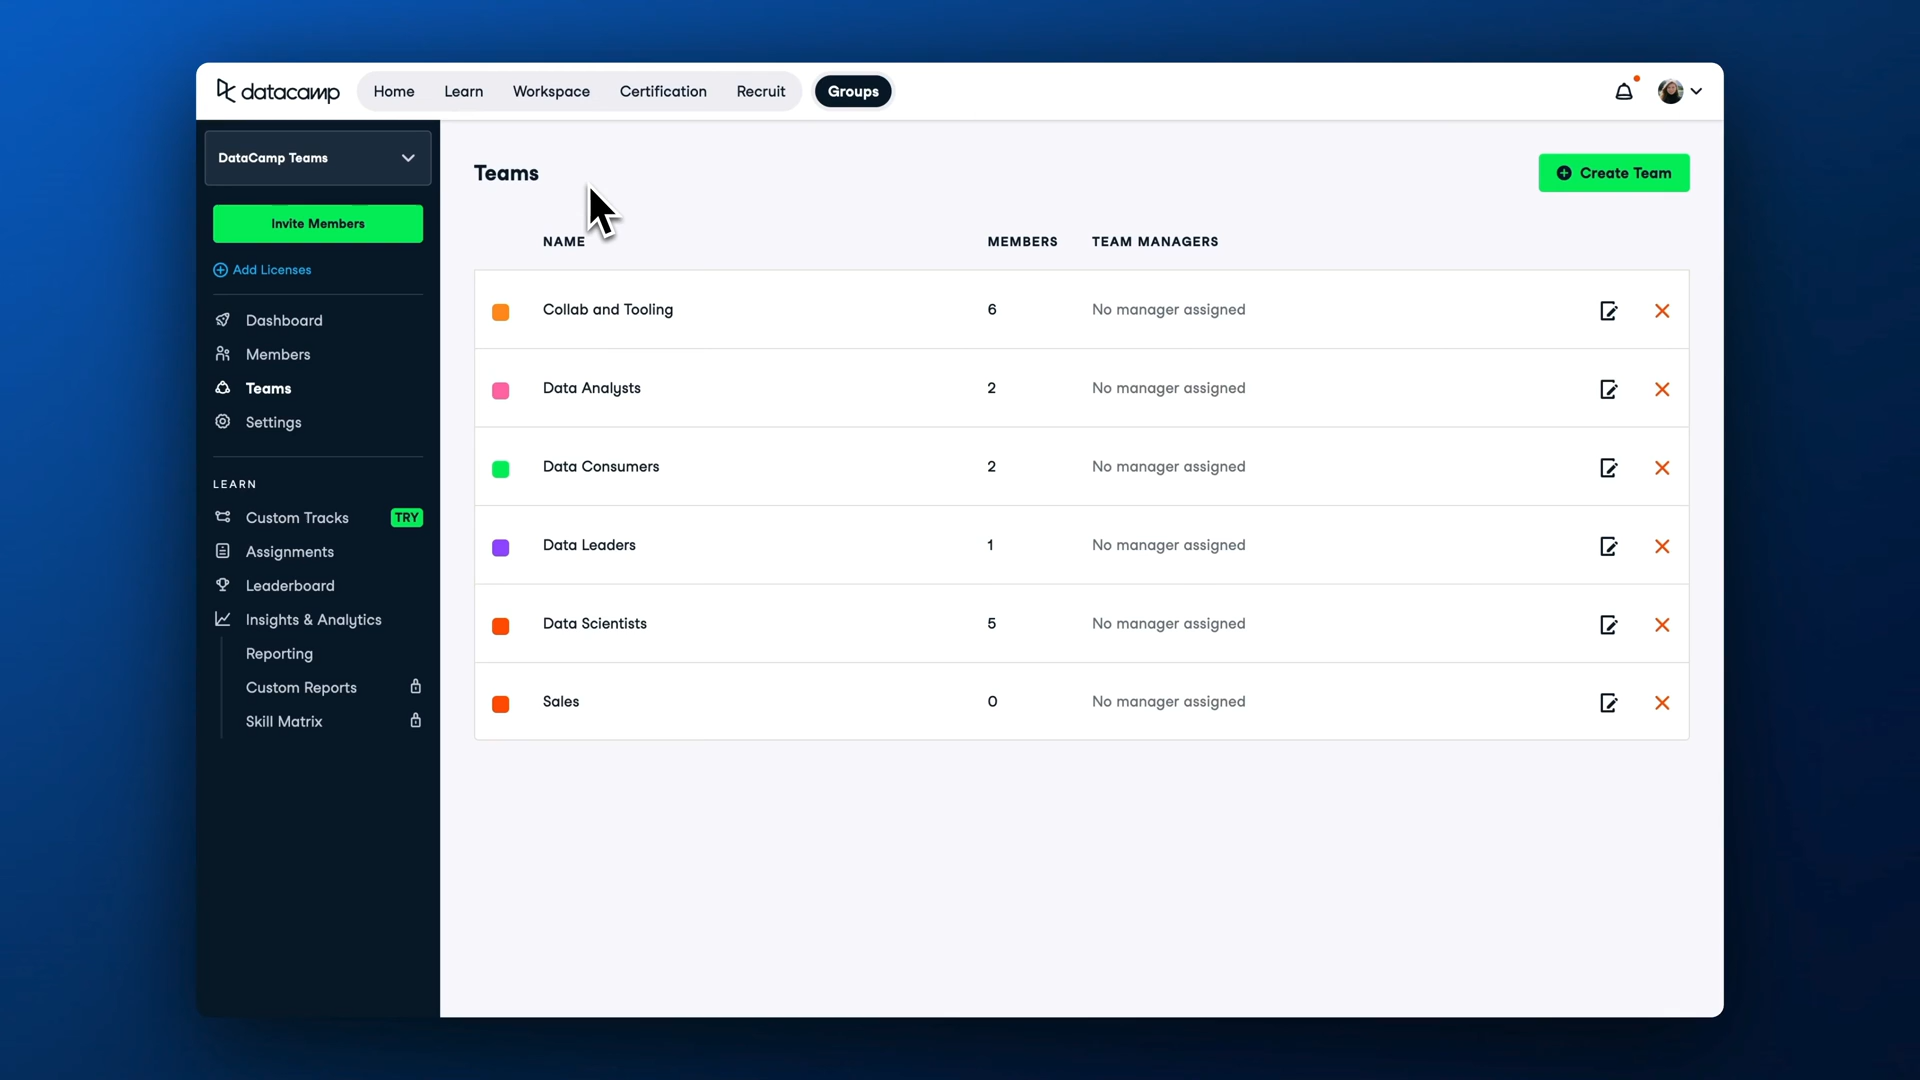 datacamp
Home Learn Workspace Certification Recruit Groups
DataCamp Teams
Invite Members
Add Licenses
Dashboard
Members
Teams
Settings
LEARN
Custom Tracks TRY
Assignments
Leaderboard
Insights & Analytics
Reporting
Custom Reports
Skill Matrix
Teams
Create Team
NAME MEMBERS TEAM MANAGERS
Collab and Tooling 6 No manager assigned
Data Analysts 2 No manager assigned
Data Consumers 2 No manager assigned
Data Leaders 1 No manager assigned
Data Scientists 5 No manager assigned
Sales 0 No manager assigned